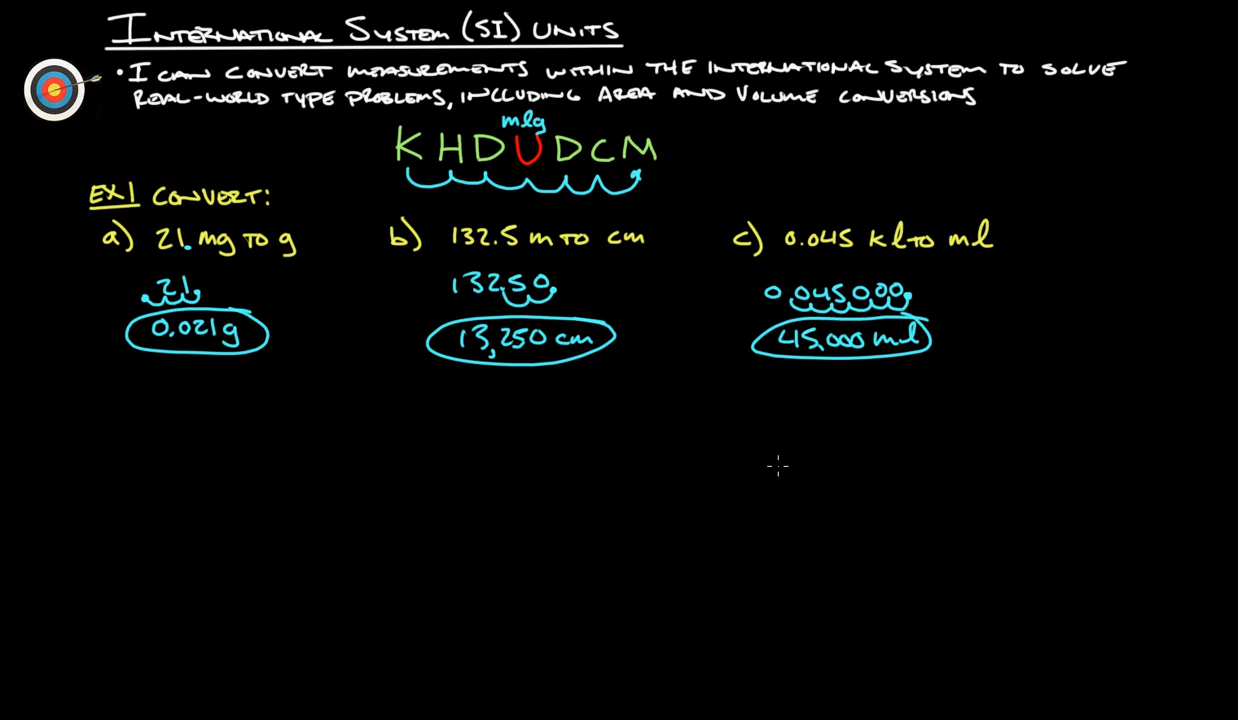 INTERNATIONAL SYSTEM (SI) UNITS
• I CAN CONVERT MEASUREMENTS WITHIN THE INTERNATIONAL SYSTEM TO SOLVE
REAL-WORLD TYPE PROBLEMS, INCLUDING AREA AND VOLUME CONVERSIONS
mlg
K H D U D C M
EX1 CONVERT:
a) 21. mg TO g b) 132.5 m TO cm c) 0.045 kl TO ml
21 13250 0 045000
0.021g 13,250 cm 45,000 ml